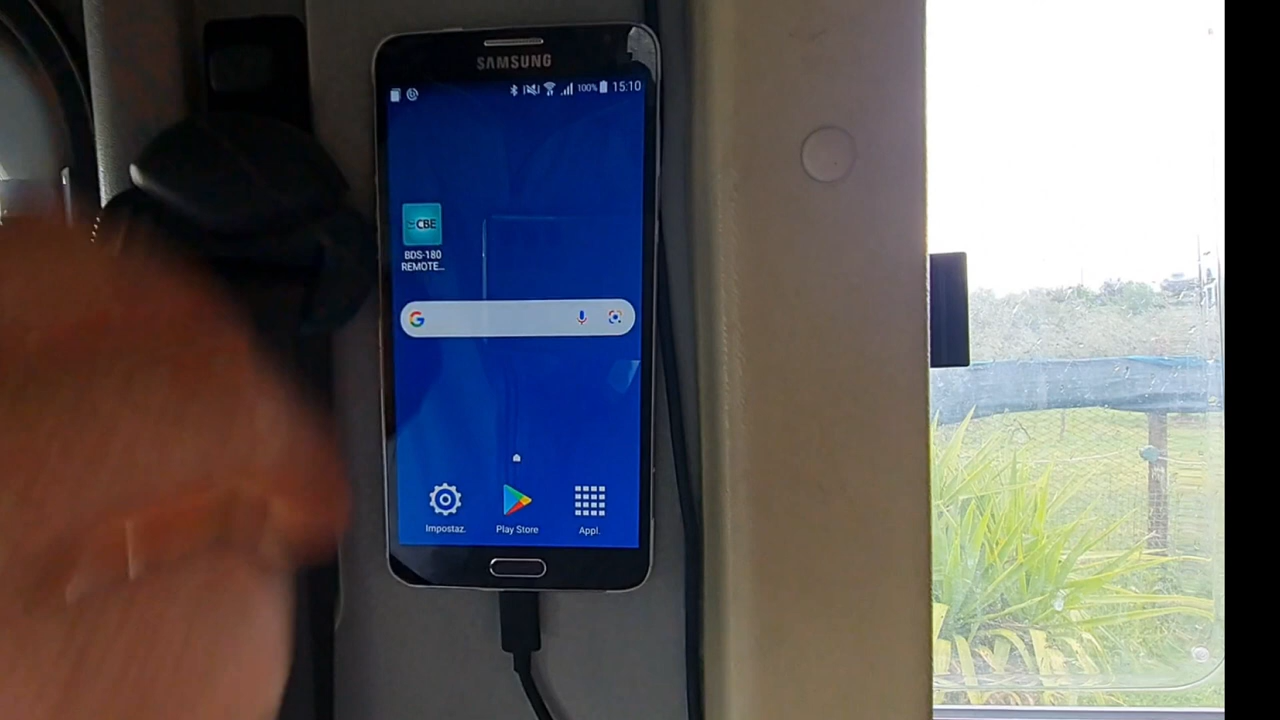 SAMSUNG
100% 15:10
CBE
BDS-180
REMOTE...
G
Impostaz.
Play Store
Appl.